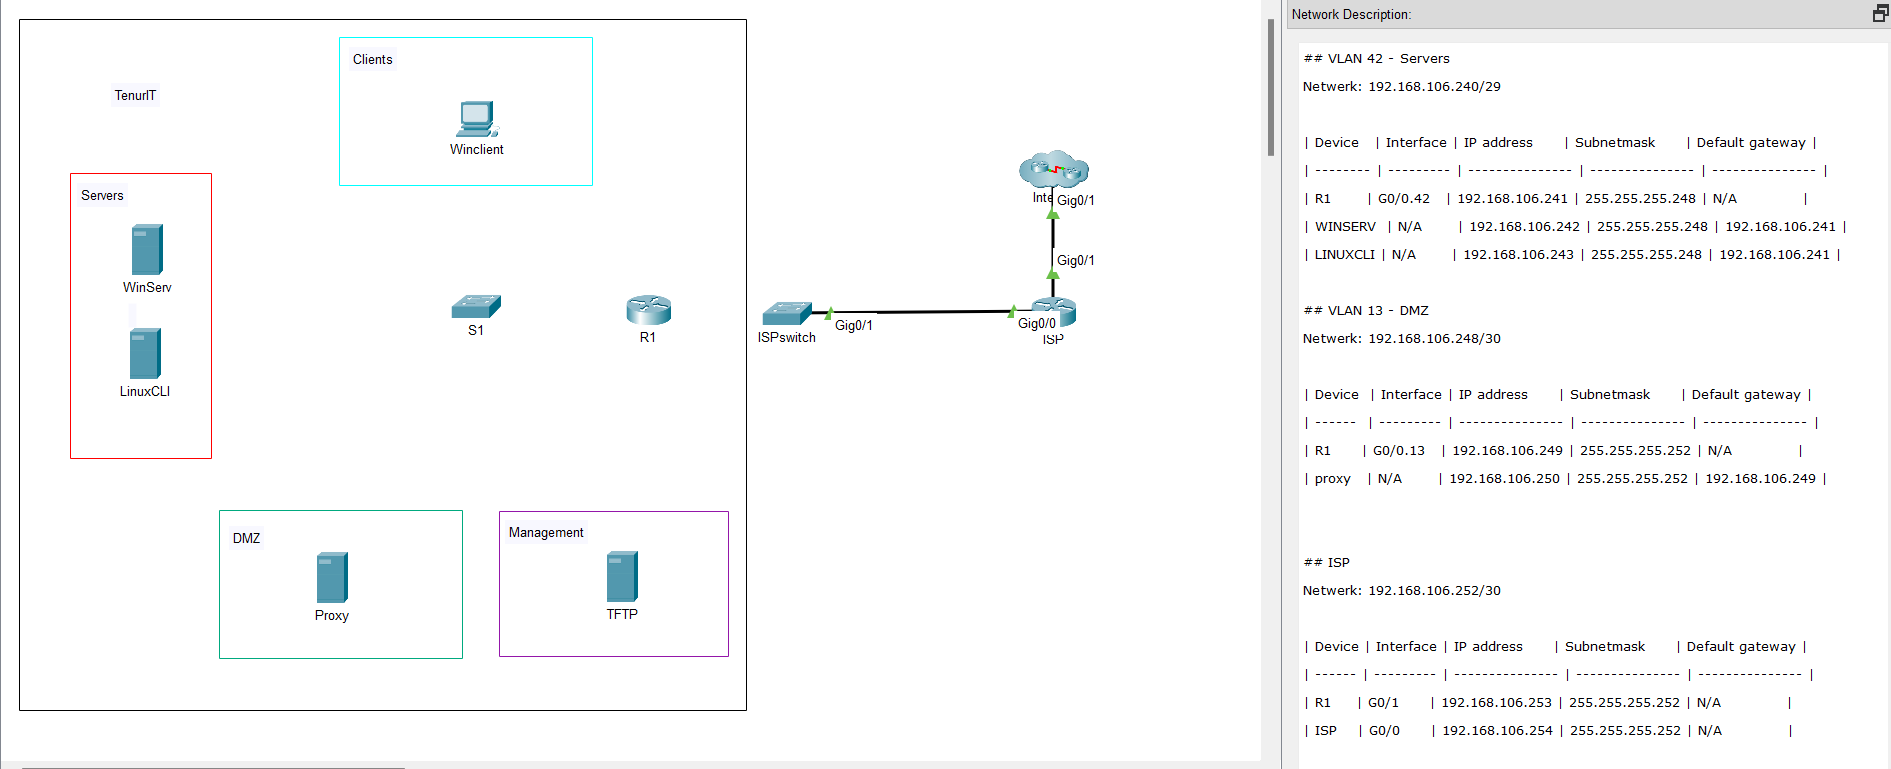 Clients
TenurIT
Winclient
Servers
WinServ
LinuxCLI
S1
R1
DMZ
Proxy
Management
TFTP
ISPswitch
Gig0/1
Gig0/0
ISP
Gig0/1
Inte
Gig0/1
Network Description:
## VLAN 42 - Servers
Netwerk: 192.168.106.240/29
| Device | Interface | IP address | Subnetmask | Default gateway |
| -------- | --------- | --------------- | --------------- | --------------- |
| R1 | G0/0.42 | 192.168.106.241 | 255.255.255.248 | N/A |
| WINSERV | N/A | 192.168.106.242 | 255.255.255.248 | 192.168.106.241 |
| LINUXCLI | N/A | 192.168.106.243 | 255.255.255.248 | 192.168.106.241 |
## VLAN 13 - DMZ
Netwerk: 192.168.106.248/30
| Device | Interface | IP address | Subnetmask | Default gateway |
| ------ | --------- | --------------- | --------------- | --------------- |
| R1 | G0/0.13 | 192.168.106.249 | 255.255.255.252 | N/A |
| proxy | N/A | 192.168.106.250 | 255.255.255.252 | 192.168.106.249 |
## ISP
Netwerk: 192.168.106.252/30
| Device | Interface | IP address | Subnetmask | Default gateway |
| ------ | --------- | --------------- | --------------- | --------------- |
| R1 | G0/1 | 192.168.106.253 | 255.255.255.252 | N/A |
| ISP | G0/0 | 192.168.106.254 | 255.255.255.252 | N/A |